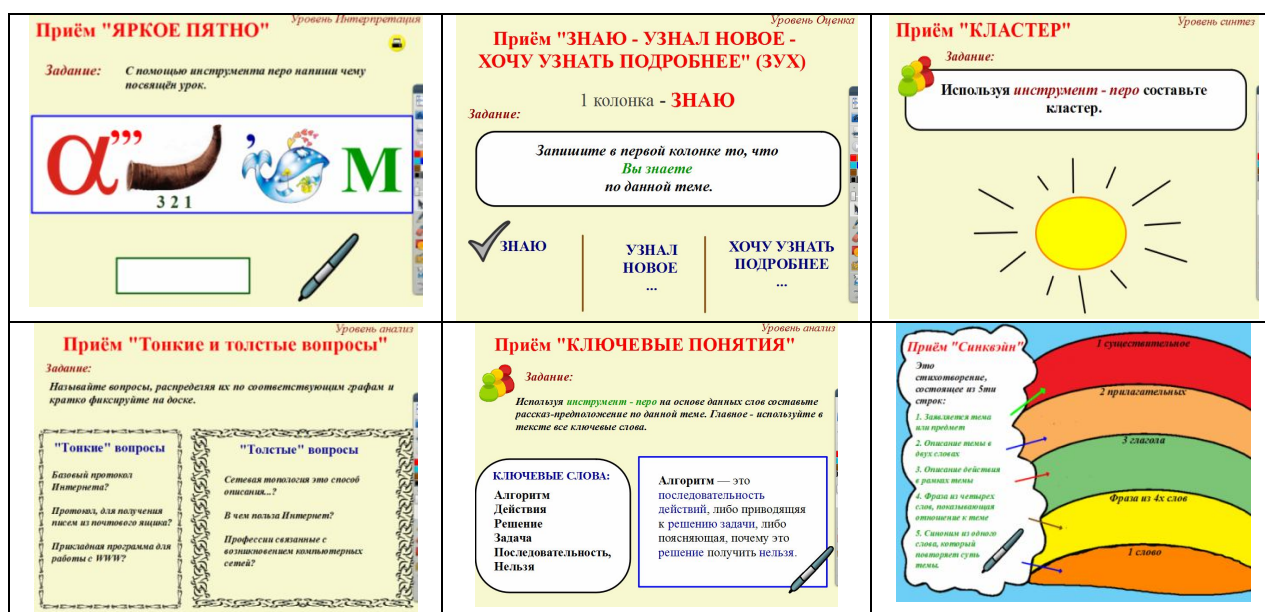 Уровень Интерпретация
Приём "ЯРКОЕ ПЯТНО"
Задание:
С помощью инструмента перо напиши чему
посвящён урок.
α’’’
’
М
3 2 1
Уровень Оценка
Приём "ЗНАЮ - УЗНАЛ НОВОЕ -
ХОЧУ УЗНАТЬ ПОДРОБНЕЕ" (ЗУХ)
1 колонка - ЗНАЮ
Задание:
Запишите в первой колонке то, что
Вы знаете
по данной теме.
ЗНАЮ
УЗНАЛ
НОВОЕ
...
ХОЧУ УЗНАТЬ
ПОДРОБНЕЕ
...
Уровень синтез
Приём "КЛАСТЕР"
Задание:
Используя инструмент - перо составьте
кластер.
Уровень анализ
Приём "Тонкие и толстые вопросы"
Задание:
Называйте вопросы, распределяя их по соответствующим графам и
кратко фиксируйте на доске.
"Тонкие" вопросы
Базовый протокол
Интернета?
Протокол, для получения
писем из почтового ящика?
Прикладная программа для
работы с WWW?
"Толстые" вопросы
Сетевая топология это способ
описания...?
В чем польза Интернет?
Профессии связанные с
возникновением компьютерных
сетей?
Уровень анализ
Приём "КЛЮЧЕВЫЕ ПОНЯТИЯ"
Задание:
Используя инструмент - перо на основе данных слов составьте
рассказ-предположение по данной теме. Главное - используйте в
тексте все ключевые слова.
КЛЮЧЕВЫЕ СЛОВА:
Алгоритм
Действия
Решение
Задача
Последовательность,
Нельзя
Алгоритм — это
последовательность
действий, либо приводящая
к решению задачи, либо
поясняющая, почему это
решение получить нельзя.
Приём "Синквэйн"
Это
стихотворение,
состоящее из 5ти
строк:
1. Заявляется тема
или предмет
2. Описание темы в
двух словах
3. Описание действия
в рамках темы
4. Фраза из четырех
слов, показывающая
отношение к теме
5. Синоним из одного
слова, который
повторяет суть
темы.
1 существительное
2 прилагательных
3 глагола
Фраза из 4х слов
1 слово